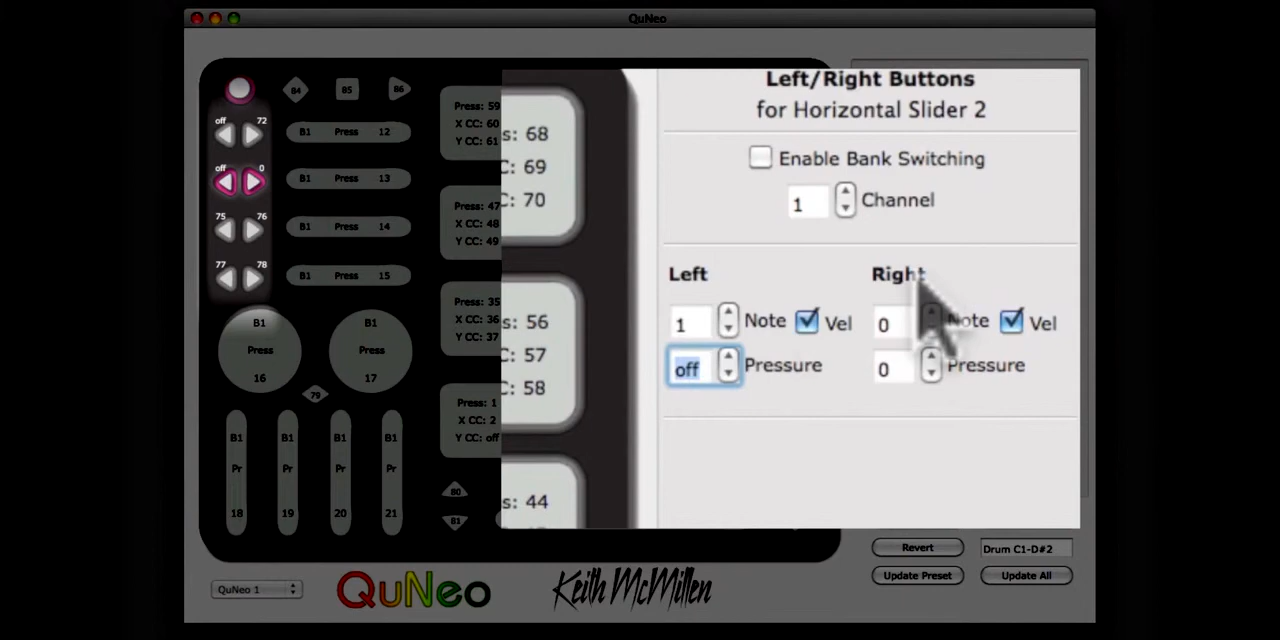 QuNeo
B4 B5 B6
off 72
B1 Press 12
off 0
B1 Press 13
75 76
B1 Press 14
77 78
B1 Press 15
B1
Press
16
B1
Press
17
79
B1 B1 B1 B1
Pr Pr Pr Pr
18 19 20 21
Press: 59
X CC: 60
Y CC: 61
Press: 47
X CC: 48
Y CC: 49
Press: 35
X CC: 36
Y CC: 37
Press: 1
X CC: 2
Y CC: off
80
81
s: 68
C: 69
C: 70
s: 56
C: 57
C: 58
s: 44
Left/Right Buttons
for Horizontal Slider 2
Enable Bank Switching
1 Channel
Left Right
1 Note Vel 0 Note Vel
off Pressure 0 Pressure
Revert Drum C1-D#2
Update Preset Update All
QuNeo 1
QuNeo
Keith McMillen